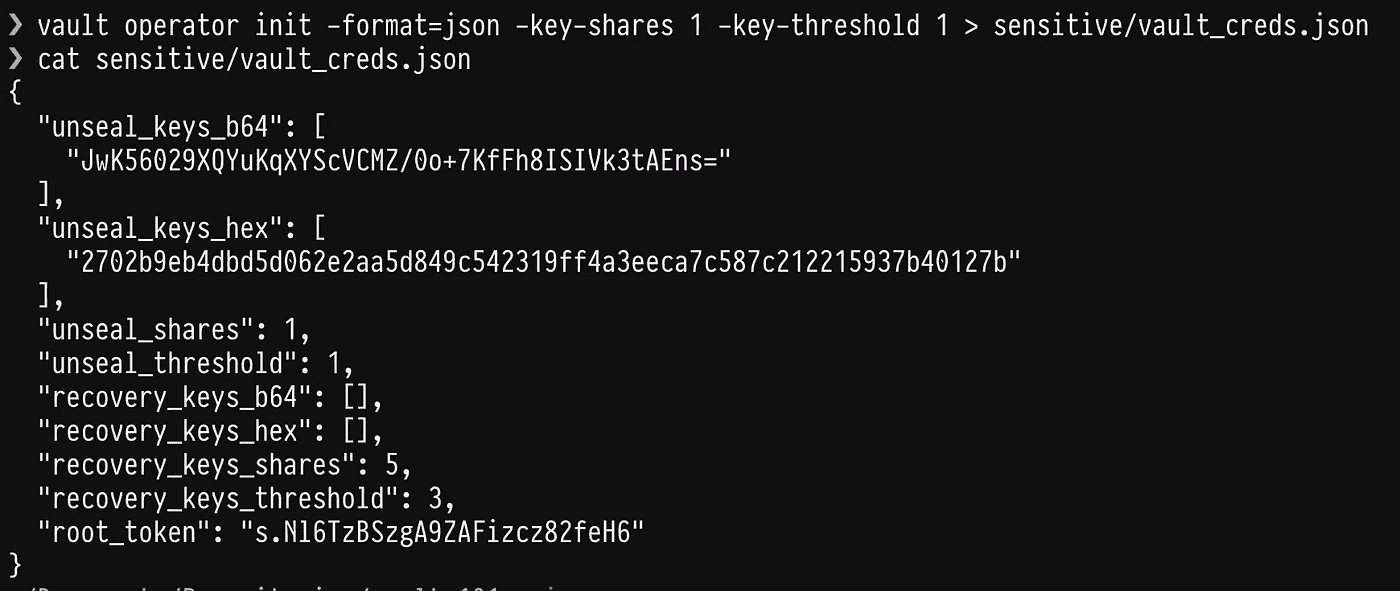 ❯ vault operator init -format=json -key-shares 1 -key-threshold 1 > sensitive/vault_creds.json
❯ cat sensitive/vault_creds.json
{
  "unseal_keys_b64": [
    "JwK56029XQYuKqXYScVCMZ/0o+7KfFh8ISIVk3tAEns="
  ],
  "unseal_keys_hex": [
    "2702b9eb4dbd5d062e2aa5d849c542319ff4a3eeca7c587c212215937b40127b"
  ],
  "unseal_shares": 1,
  "unseal_threshold": 1,
  "recovery_keys_b64": [],
  "recovery_keys_hex": [],
  "recovery_keys_shares": 5,
  "recovery_keys_threshold": 3,
  "root_token": "s.Nl6TzBSzgA9ZAFizcz82feH6"
}